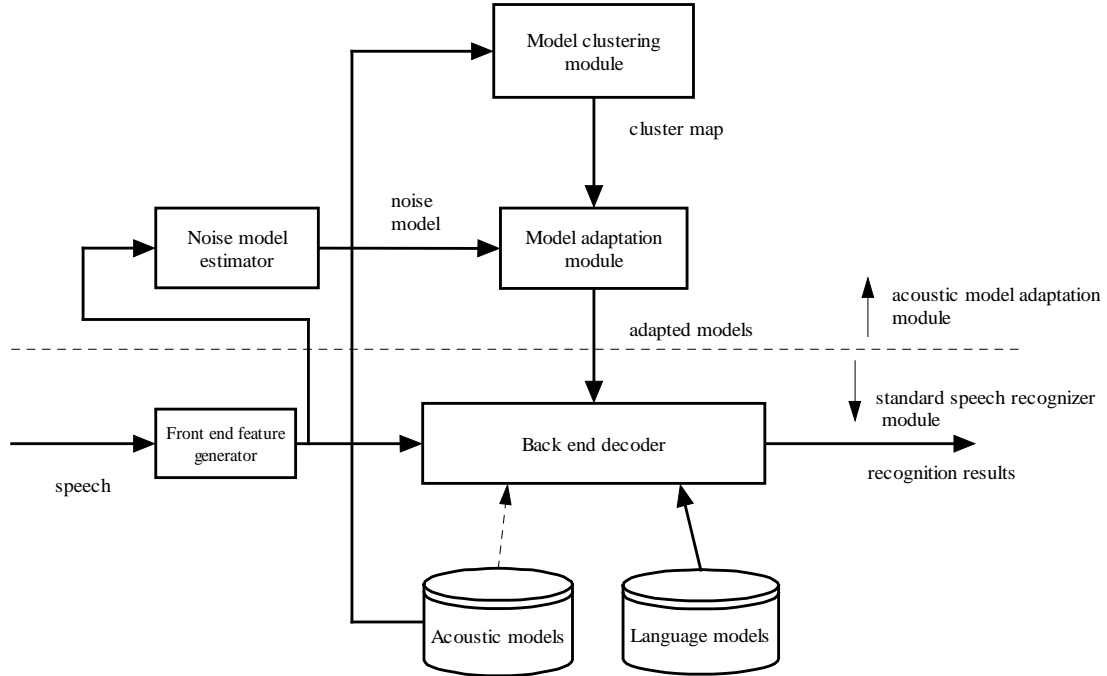 Model clustering
module
cluster map
noise
model
Noise model
estimator
Model adaptation
module
acoustic model adaptation
module
adapted models
standard speech recognizer
module
Front end feature
generator
Back end decoder
speech
recognition results
Acoustic models
Language models